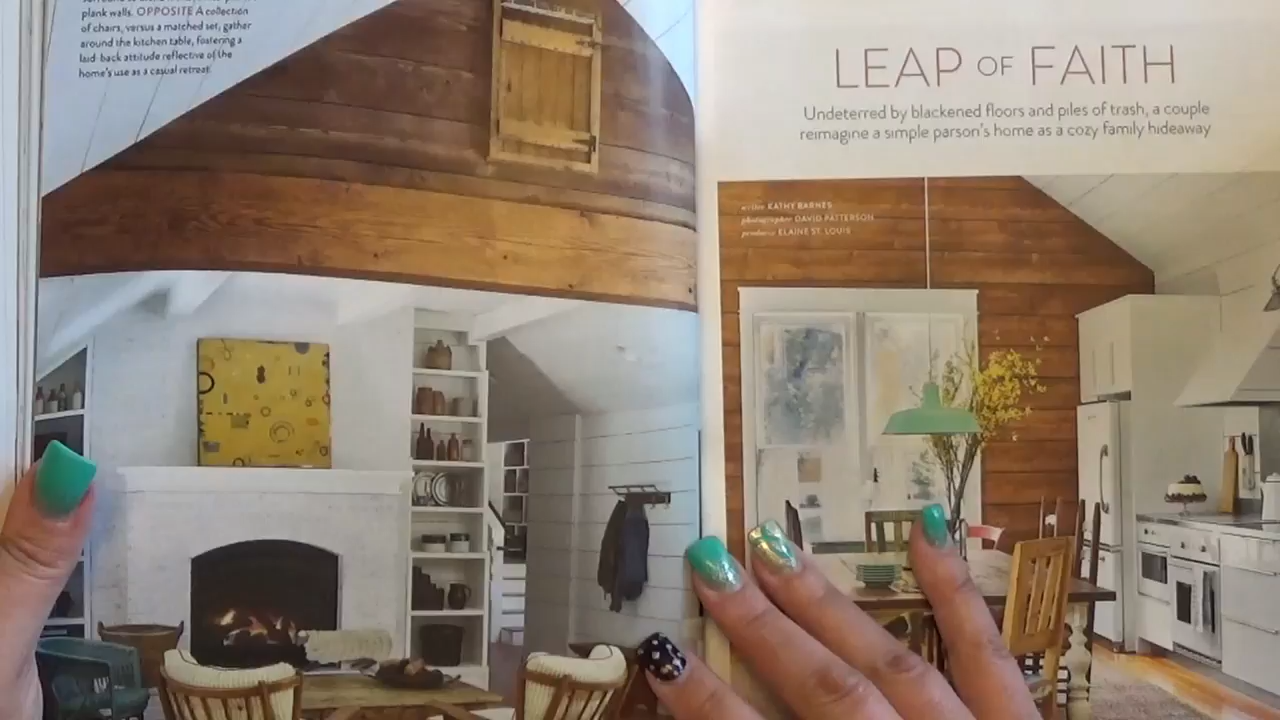 plank walls. OPPOSITE A collection
of chairs, versus a matched set, gather
around the kitchen table, fostering a
laid-back attitude reflective of the
home's use as a casual retreat.
LEAP OF FAITH
Undeterred by blackened floors and piles of trash, a couple
reimagine a simple parson's home as a cozy family hideaway
writer KATHY BARNES
photographer DAVID PATTERSON
producer ELAINE ST. LOUIS